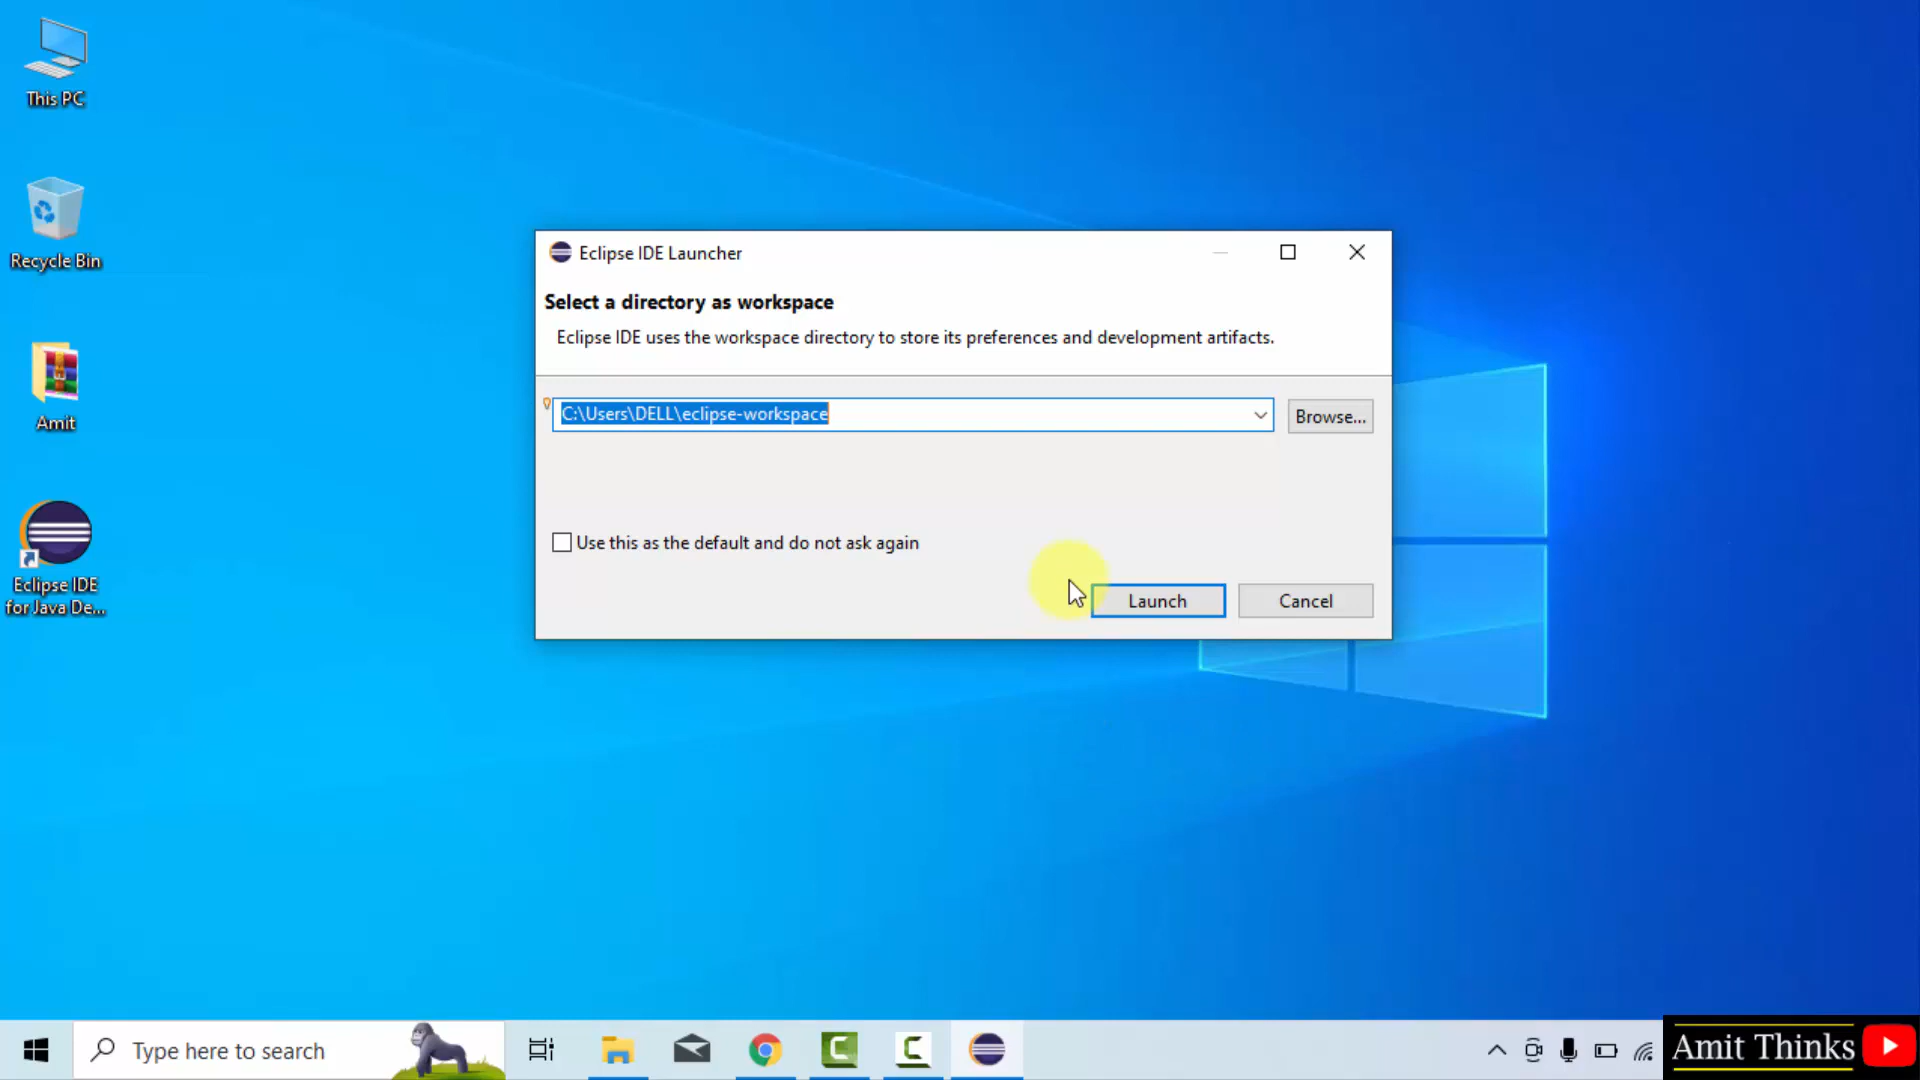 This PC
Recycle Bin
Amit
Eclipse IDE
for Java De...
Eclipse IDE Launcher
Select a directory as workspace
Eclipse IDE uses the workspace directory to store its preferences and development artifacts.
C:\Users\DELL\eclipse-workspace
Browse...
Use this as the default and do not ask again
Launch
Cancel
Type here to search
Amit Thinks